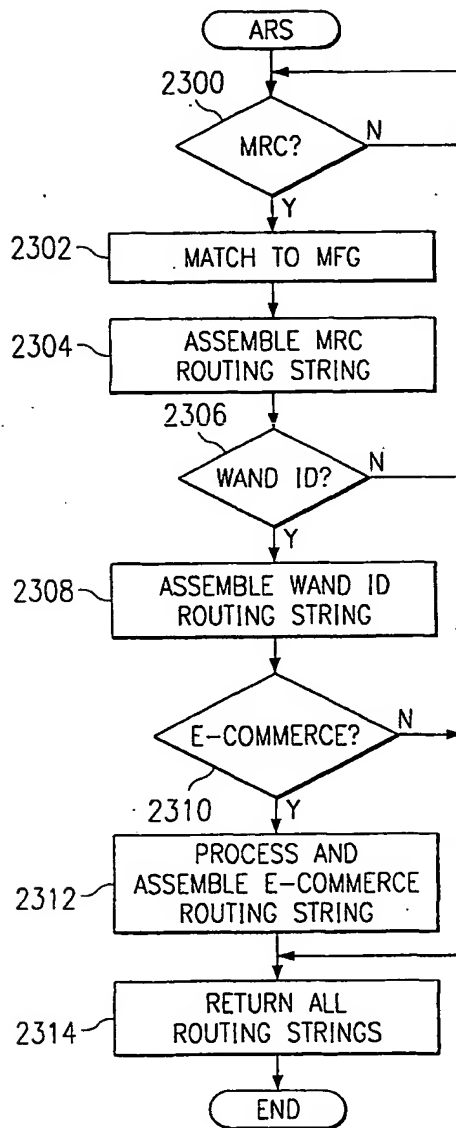 ARS
2300
MRC?
N
Y
2302
MATCH TO MFG
2304
ASSEMBLE MRC
ROUTING STRING
2306
WAND ID?
N
Y
2308
ASSEMBLE WAND ID
ROUTING STRING
E-COMMERCE?
N
2310
Y
2312
PROCESS AND
ASSEMBLE E-COMMERCE
ROUTING STRING
2314
RETURN ALL
ROUTING STRINGS
END